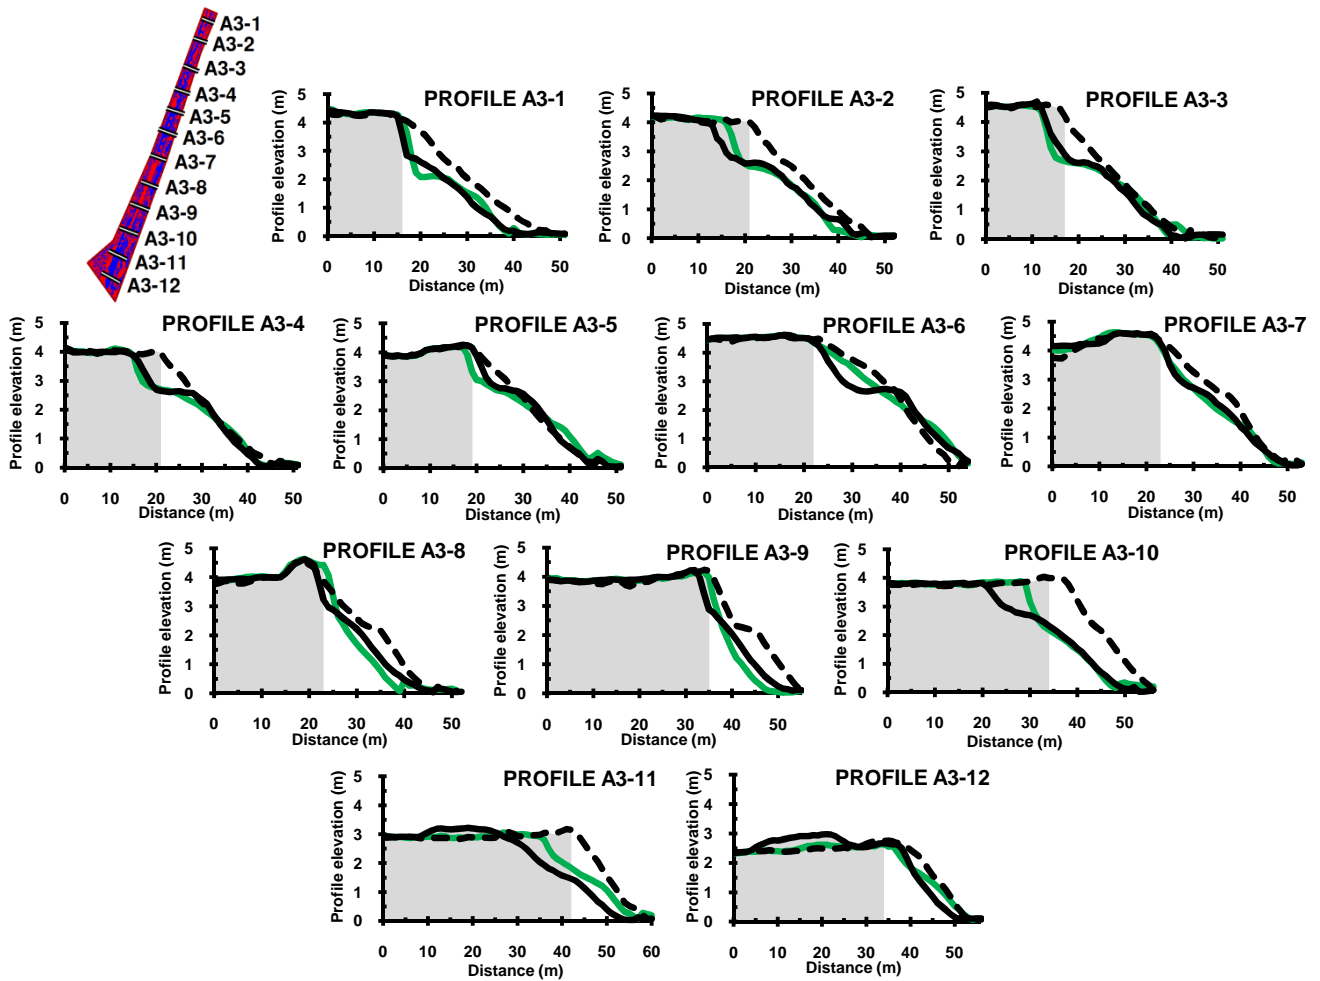 A3-1
A3-2
A3-3
A3-4
A3-5
A3-6
A3-7
A3-8
A3-9
A3-10
A3-11
A3-12
PROFILE A3-1
Profile elevation (m)
5
4
3
2
1
0
0 10 20 30 40 50
Distance (m)
PROFILE A3-2
Profile elevation (m)
5
4
3
2
1
0
0 10 20 30 40 50
Distance (m)
PROFILE A3-3
Profile elevation (m)
5
4
3
2
1
0
0 10 20 30 40 50
Distance (m)
PROFILE A3-4
Profile elevation (m)
5
4
3
2
1
0
0 10 20 30 40 50
Distance (m)
PROFILE A3-5
Profile elevation (m)
5
4
3
2
1
0
0 10 20 30 40 50
Distance (m)
PROFILE A3-6
Profile elevation (m)
5
4
3
2
1
0
0 10 20 30 40 50
Distance (m)
PROFILE A3-7
Profile elevation (m)
5
4
3
2
1
0
0 10 20 30 40 50
Distance (m)
PROFILE A3-8
Profile elevation (m)
5
4
3
2
1
0
0 10 20 30 40 50
Distance (m)
PROFILE A3-9
Profile elevation (m)
5
4
3
2
1
0
0 10 20 30 40 50
Distance (m)
PROFILE A3-10
Profile elevation (m)
5
4
3
2
1
0
0 10 20 30 40 50
Distance (m)
PROFILE A3-11
Profile elevation (m)
5
4
3
2
1
0
0 10 20 30 40 50 60
Distance (m)
PROFILE A3-12
Profile elevation (m)
5
4
3
2
1
0
0 10 20 30 40 50
Distance (m)